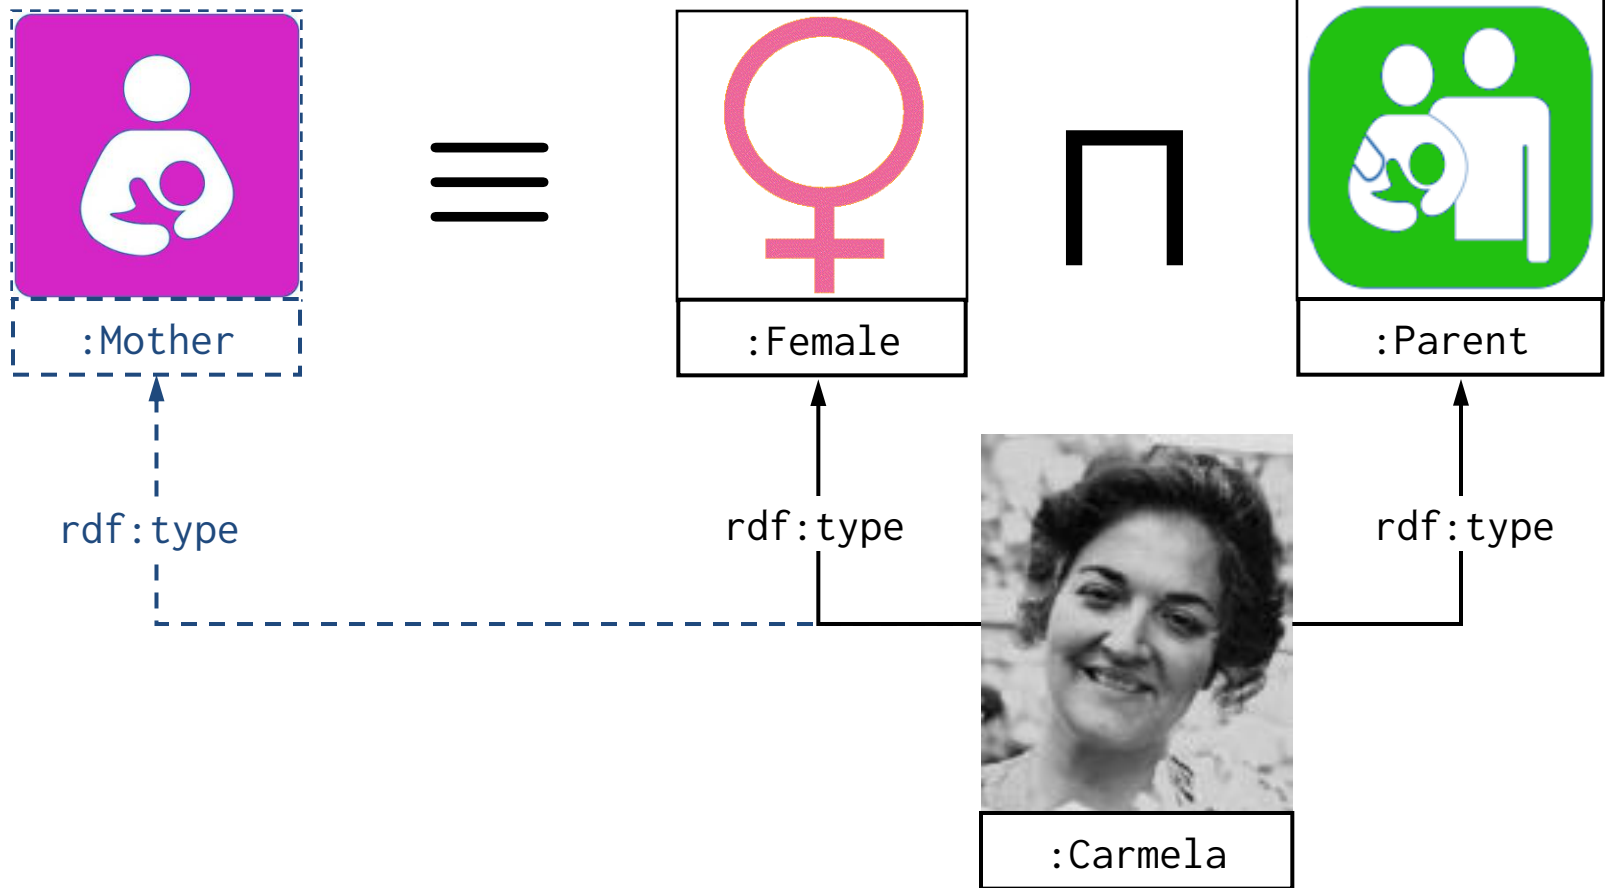 ≡
⊓
:Mother
:Female
:Parent
rdf:type
rdf:type
rdf:type
:Carmela